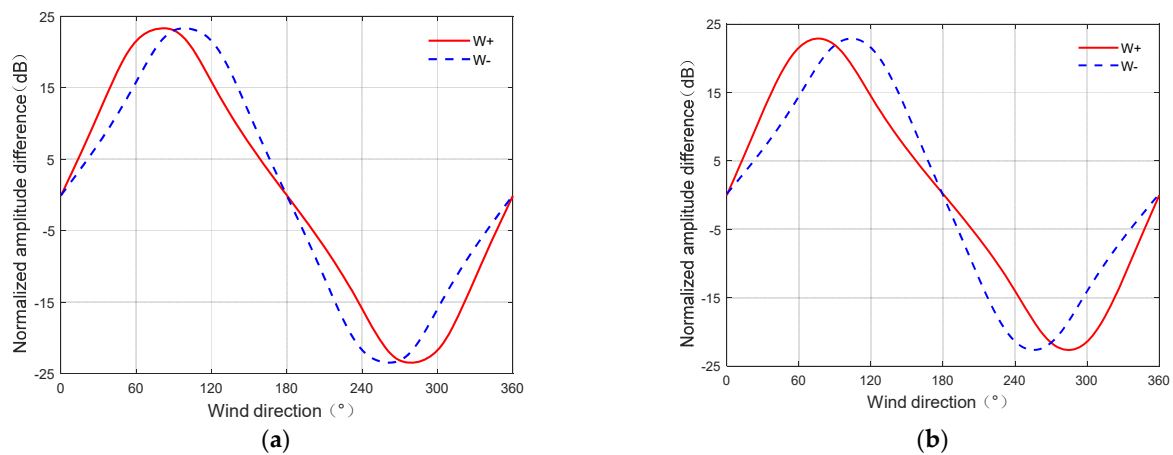 Normalized amplitude difference(dB)
25
15
5
-5
-15
-25
W+
W-
0 60 120 180 240 300 360
Wind direction(°)
(a)
Normalized amplitude difference(dB)
25
15
5
-5
-15
-25
W+
W-
0 60 120 180 240 300 360
Wind direction(°)
(b)